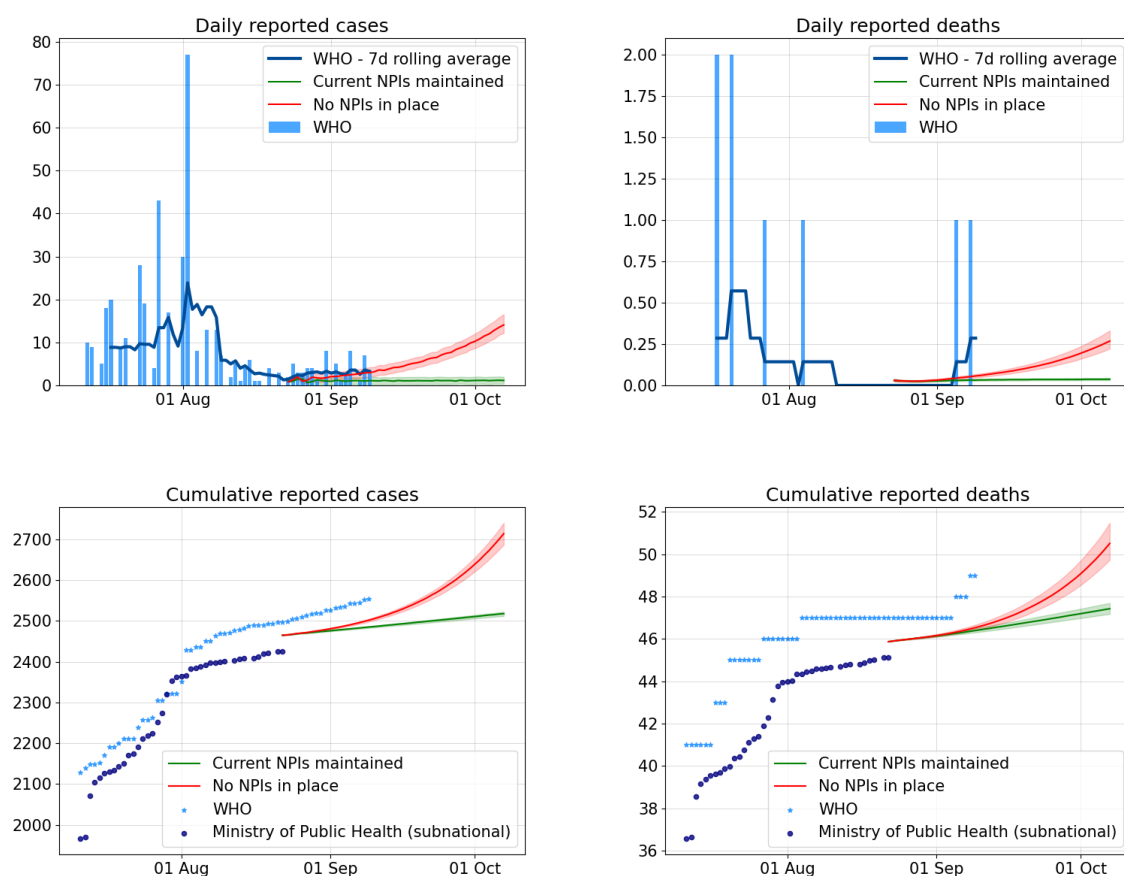 Daily reported cases
80
70
60
50
40
30
20
10
0
01 Aug
01 Sep
01 Oct
WHO - 7d rolling average
Current NPIs maintained
No NPIs in place
WHO
Daily reported deaths
2.00
1.75
1.50
1.25
1.00
0.75
0.50
0.25
0.00
01 Aug
01 Sep
01 Oct
WHO - 7d rolling average
Current NPIs maintained
No NPIs in place
WHO
Cumulative reported cases
2700
2600
2500
2400
2300
2200
2100
2000
01 Aug
01 Sep
01 Oct
Current NPIs maintained
No NPIs in place
WHO
Ministry of Public Health (subnational)
Cumulative reported deaths
52
50
48
46
44
42
40
38
36
01 Aug
01 Sep
01 Oct
Current NPIs maintained
No NPIs in place
WHO
Ministry of Public Health (subnational)